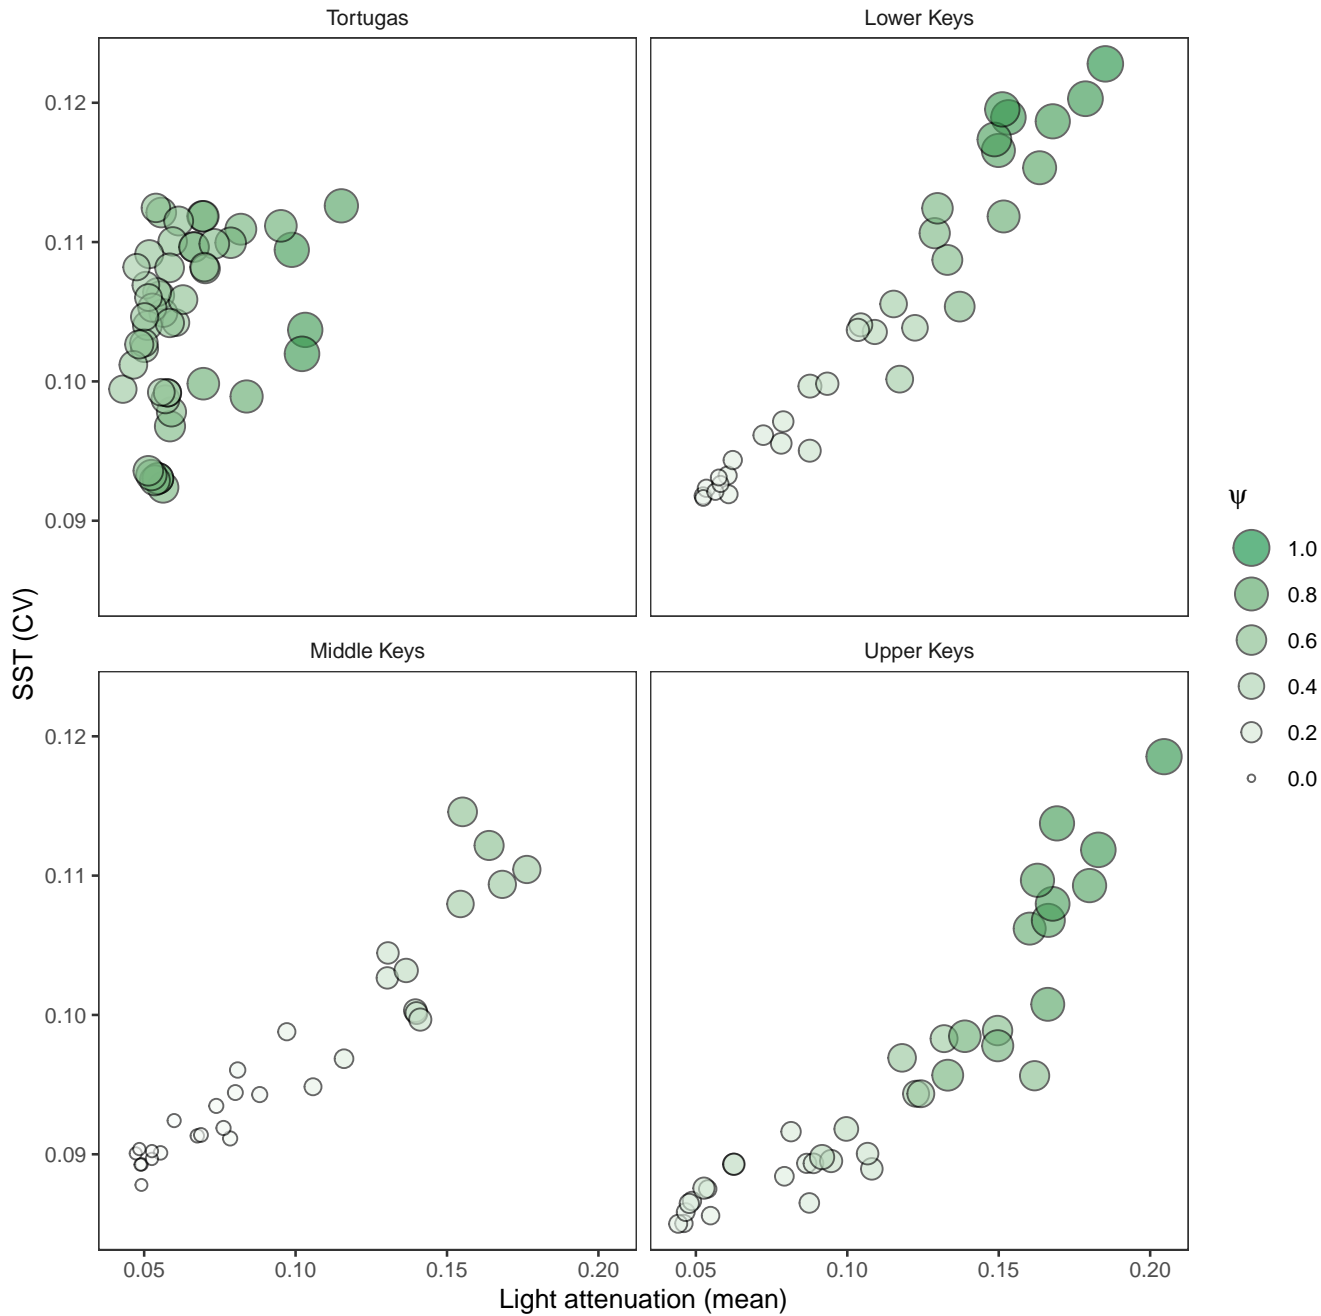 Tortugas
Lower Keys
0.12
0.11
0.10
0.09
Middle Keys
Upper Keys
0.12
0.11
0.10
0.09
0.05 0.10 0.15 0.20
0.05 0.10 0.15 0.20
Light attenuation (mean)
SST (CV)
ψ
1.0
0.8
0.6
0.4
0.2
0.0